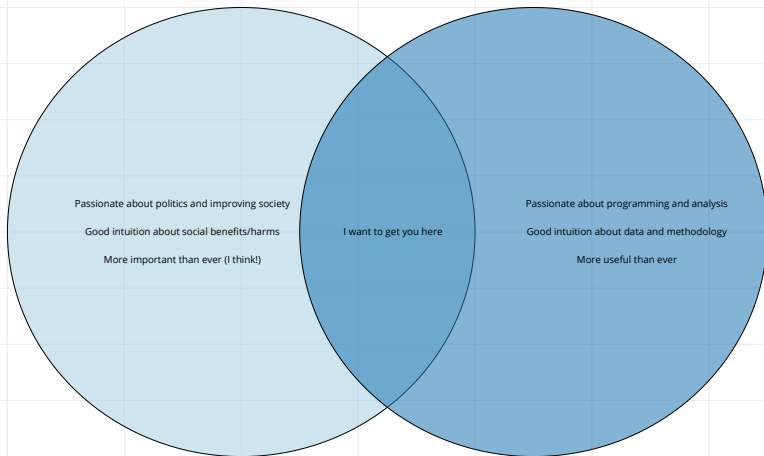 Passionate about politics and improving society
Good intuition about social benefits/harms
More important than ever (I think!)
I want to get you here
Passionate about programming and analysis
Good intuition about data and methodology
More useful than ever